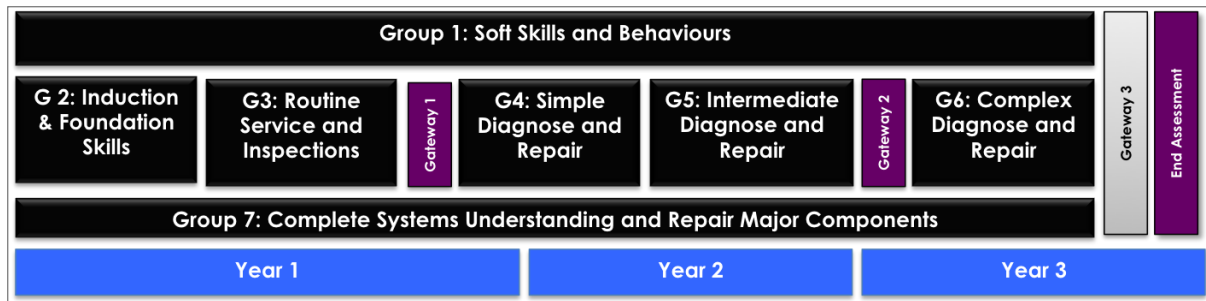 Group 1: Soft Skills and Behaviours
G 2: Induction
& Foundation
Skills
G3: Routine
Service and
Inspections
Gateway 1
G4: Simple
Diagnose and
Repair
G5: Intermediate
Diagnose and
Repair
Gateway 2
G6: Complex
Diagnose and
Repair
Gateway 3
End Assessment
Group 7: Complete Systems Understanding and Repair Major Components
Year 1
Year 2
Year 3